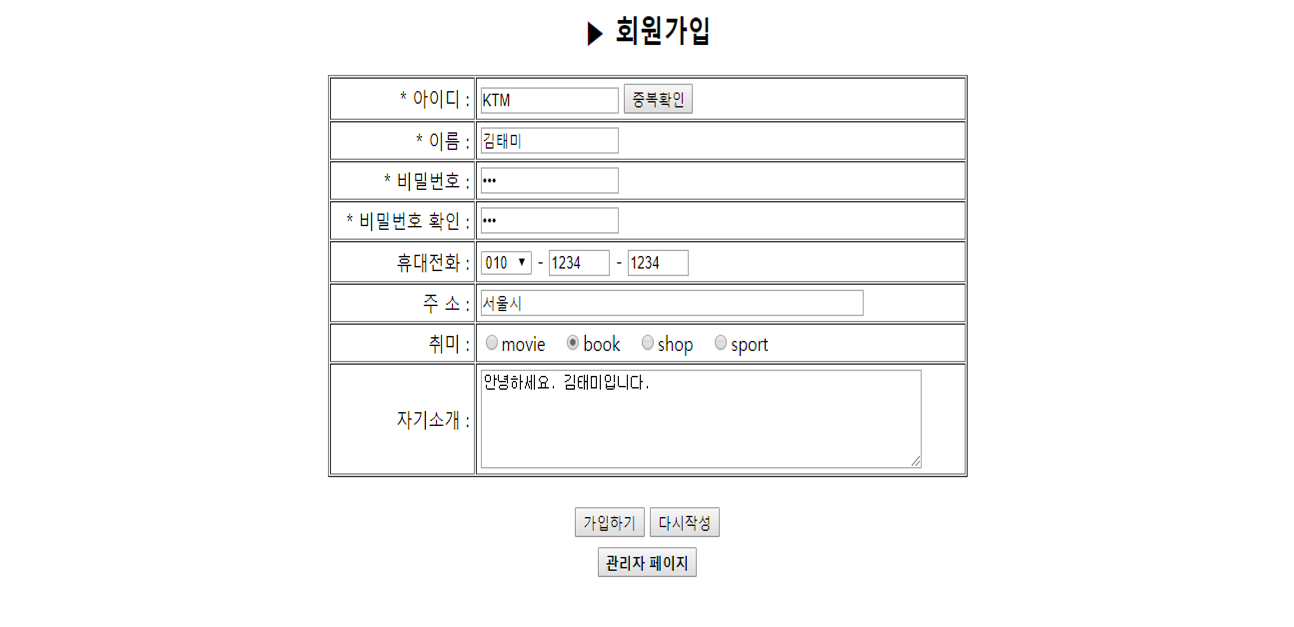 ▶ 회원가입
* 아이디 : KTM 중복확인
* 이름 : 김태미
* 비밀번호 : •••
* 비밀번호 확인 : •••
휴대전화 : 010 ▼ - 1234 - 1234
주 소 : 서울시
취미 : movie book shop sport
자기소개 : 안녕하세요. 김태미입니다.
가입하기 다시작성
관리자 페이지